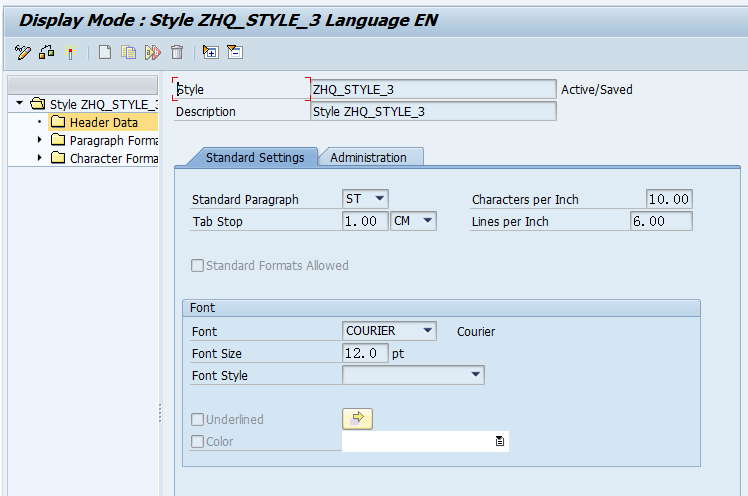 Display Mode : Style ZHQ_STYLE_3 Language EN
Style ZHQ_STYLE_3
Header Data
Paragraph Forma
Character Forma
Style ZHQ_STYLE_3 Active/Saved
Description Style ZHQ_STYLE_3
Standard Settings Administration
Standard Paragraph ST Characters per Inch 10.00
Tab Stop 1.00 CM Lines per Inch 6.00
Standard Formats Allowed
Font
Font COURIER Courier
Font Size 12.0 pt
Font Style
Underlined
Color